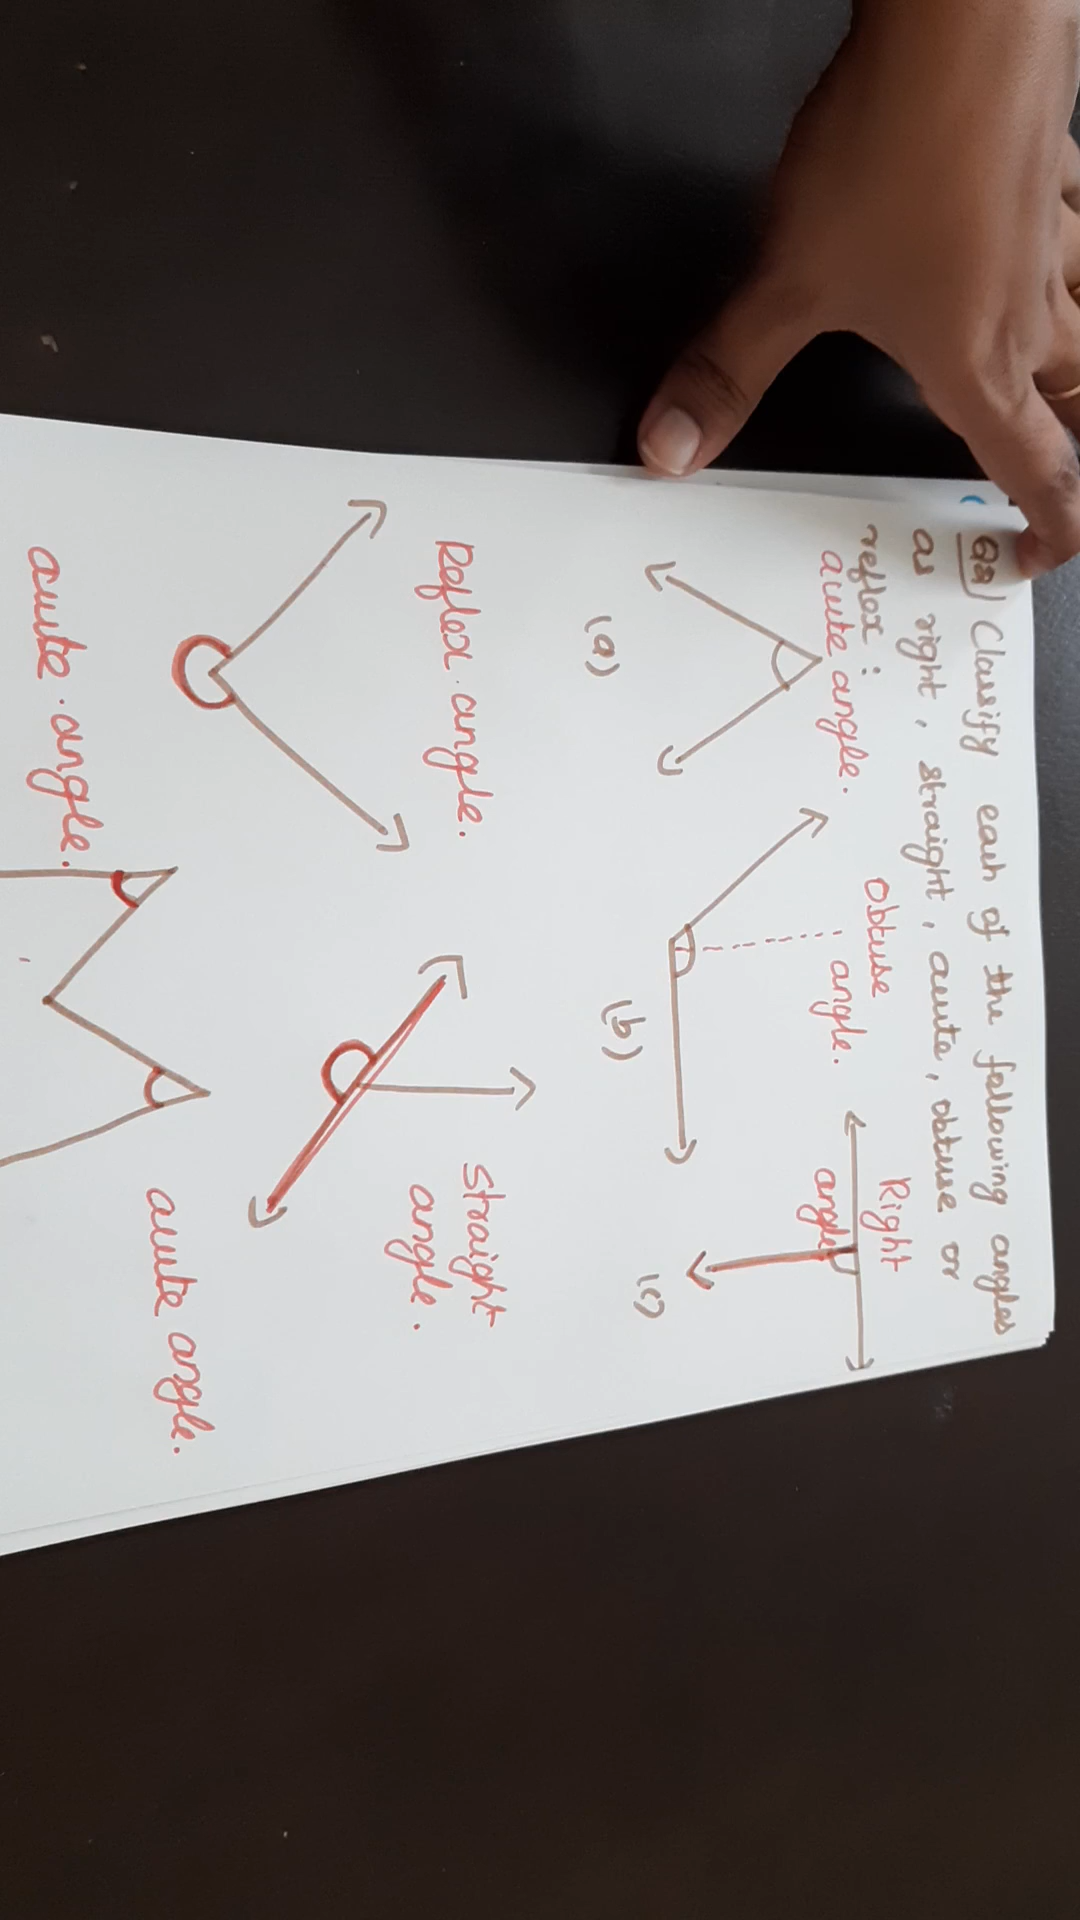 Q2) Classify each of the following angles
as right, straight, acute, obtuse or
reflex :
acute angle.
obtuse
angle.
Right
angle
(a)
(b)
(c)
Reflex angle.
Straight
angle.
acute angle.
acute angle.